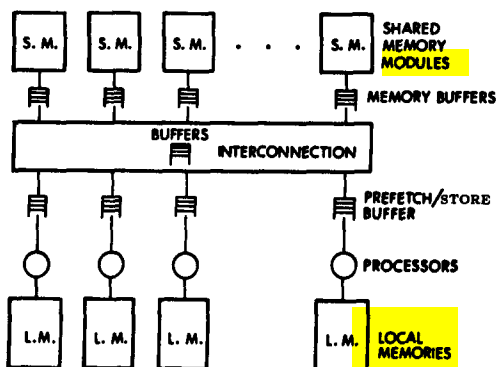 S. M. S. M. S. M. . . . S. M.
SHARED
MEMORY
MODULES
MEMORY BUFFERS
BUFFERS
INTERCONNECTION
PREFETCH/STORE
BUFFER
PROCESSORS
L. M. L. M. L. M. L. M.
LOCAL
MEMORIES